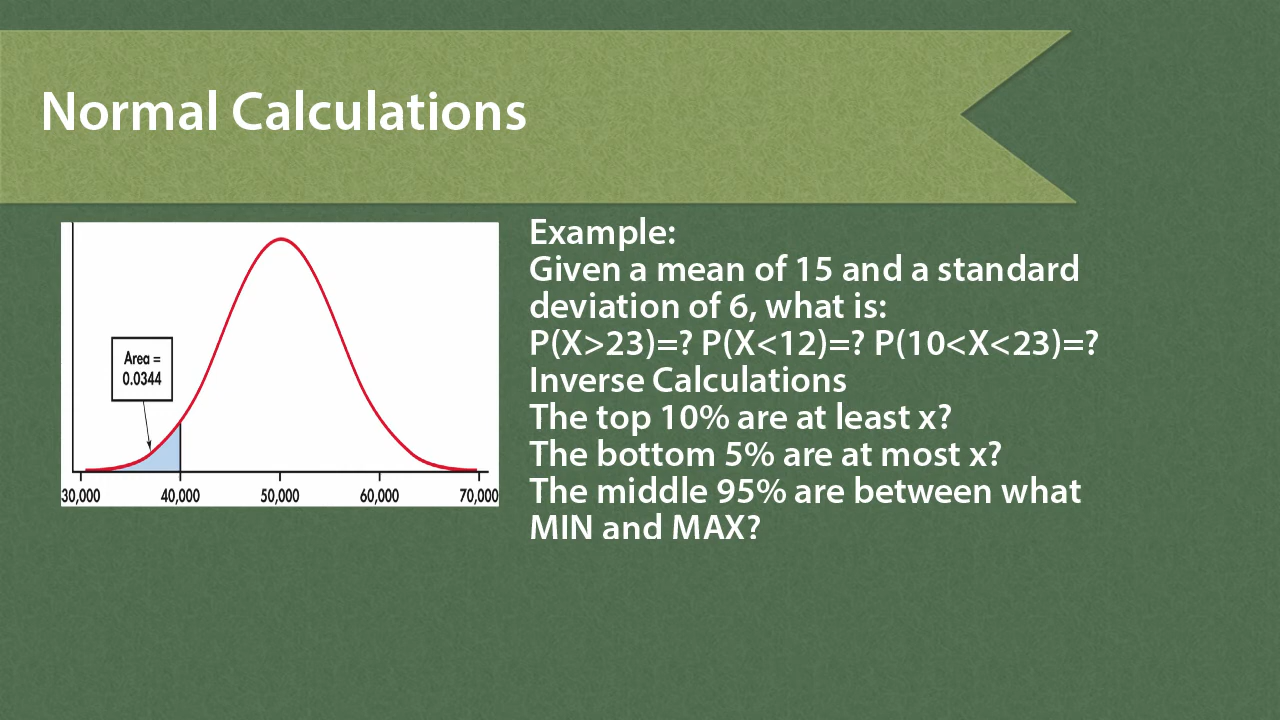 Normal Calculations
Area =
0.0344
30,000 40,000 50,000 60,000 70,000
Example:
Given a mean of 15 and a standard
deviation of 6, what is:
P(X>23)=? P(X<12)=? P(10<X<23)=?
Inverse Calculations
The top 10% are at least x?
The bottom 5% are at most x?
The middle 95% are between what
MIN and MAX?